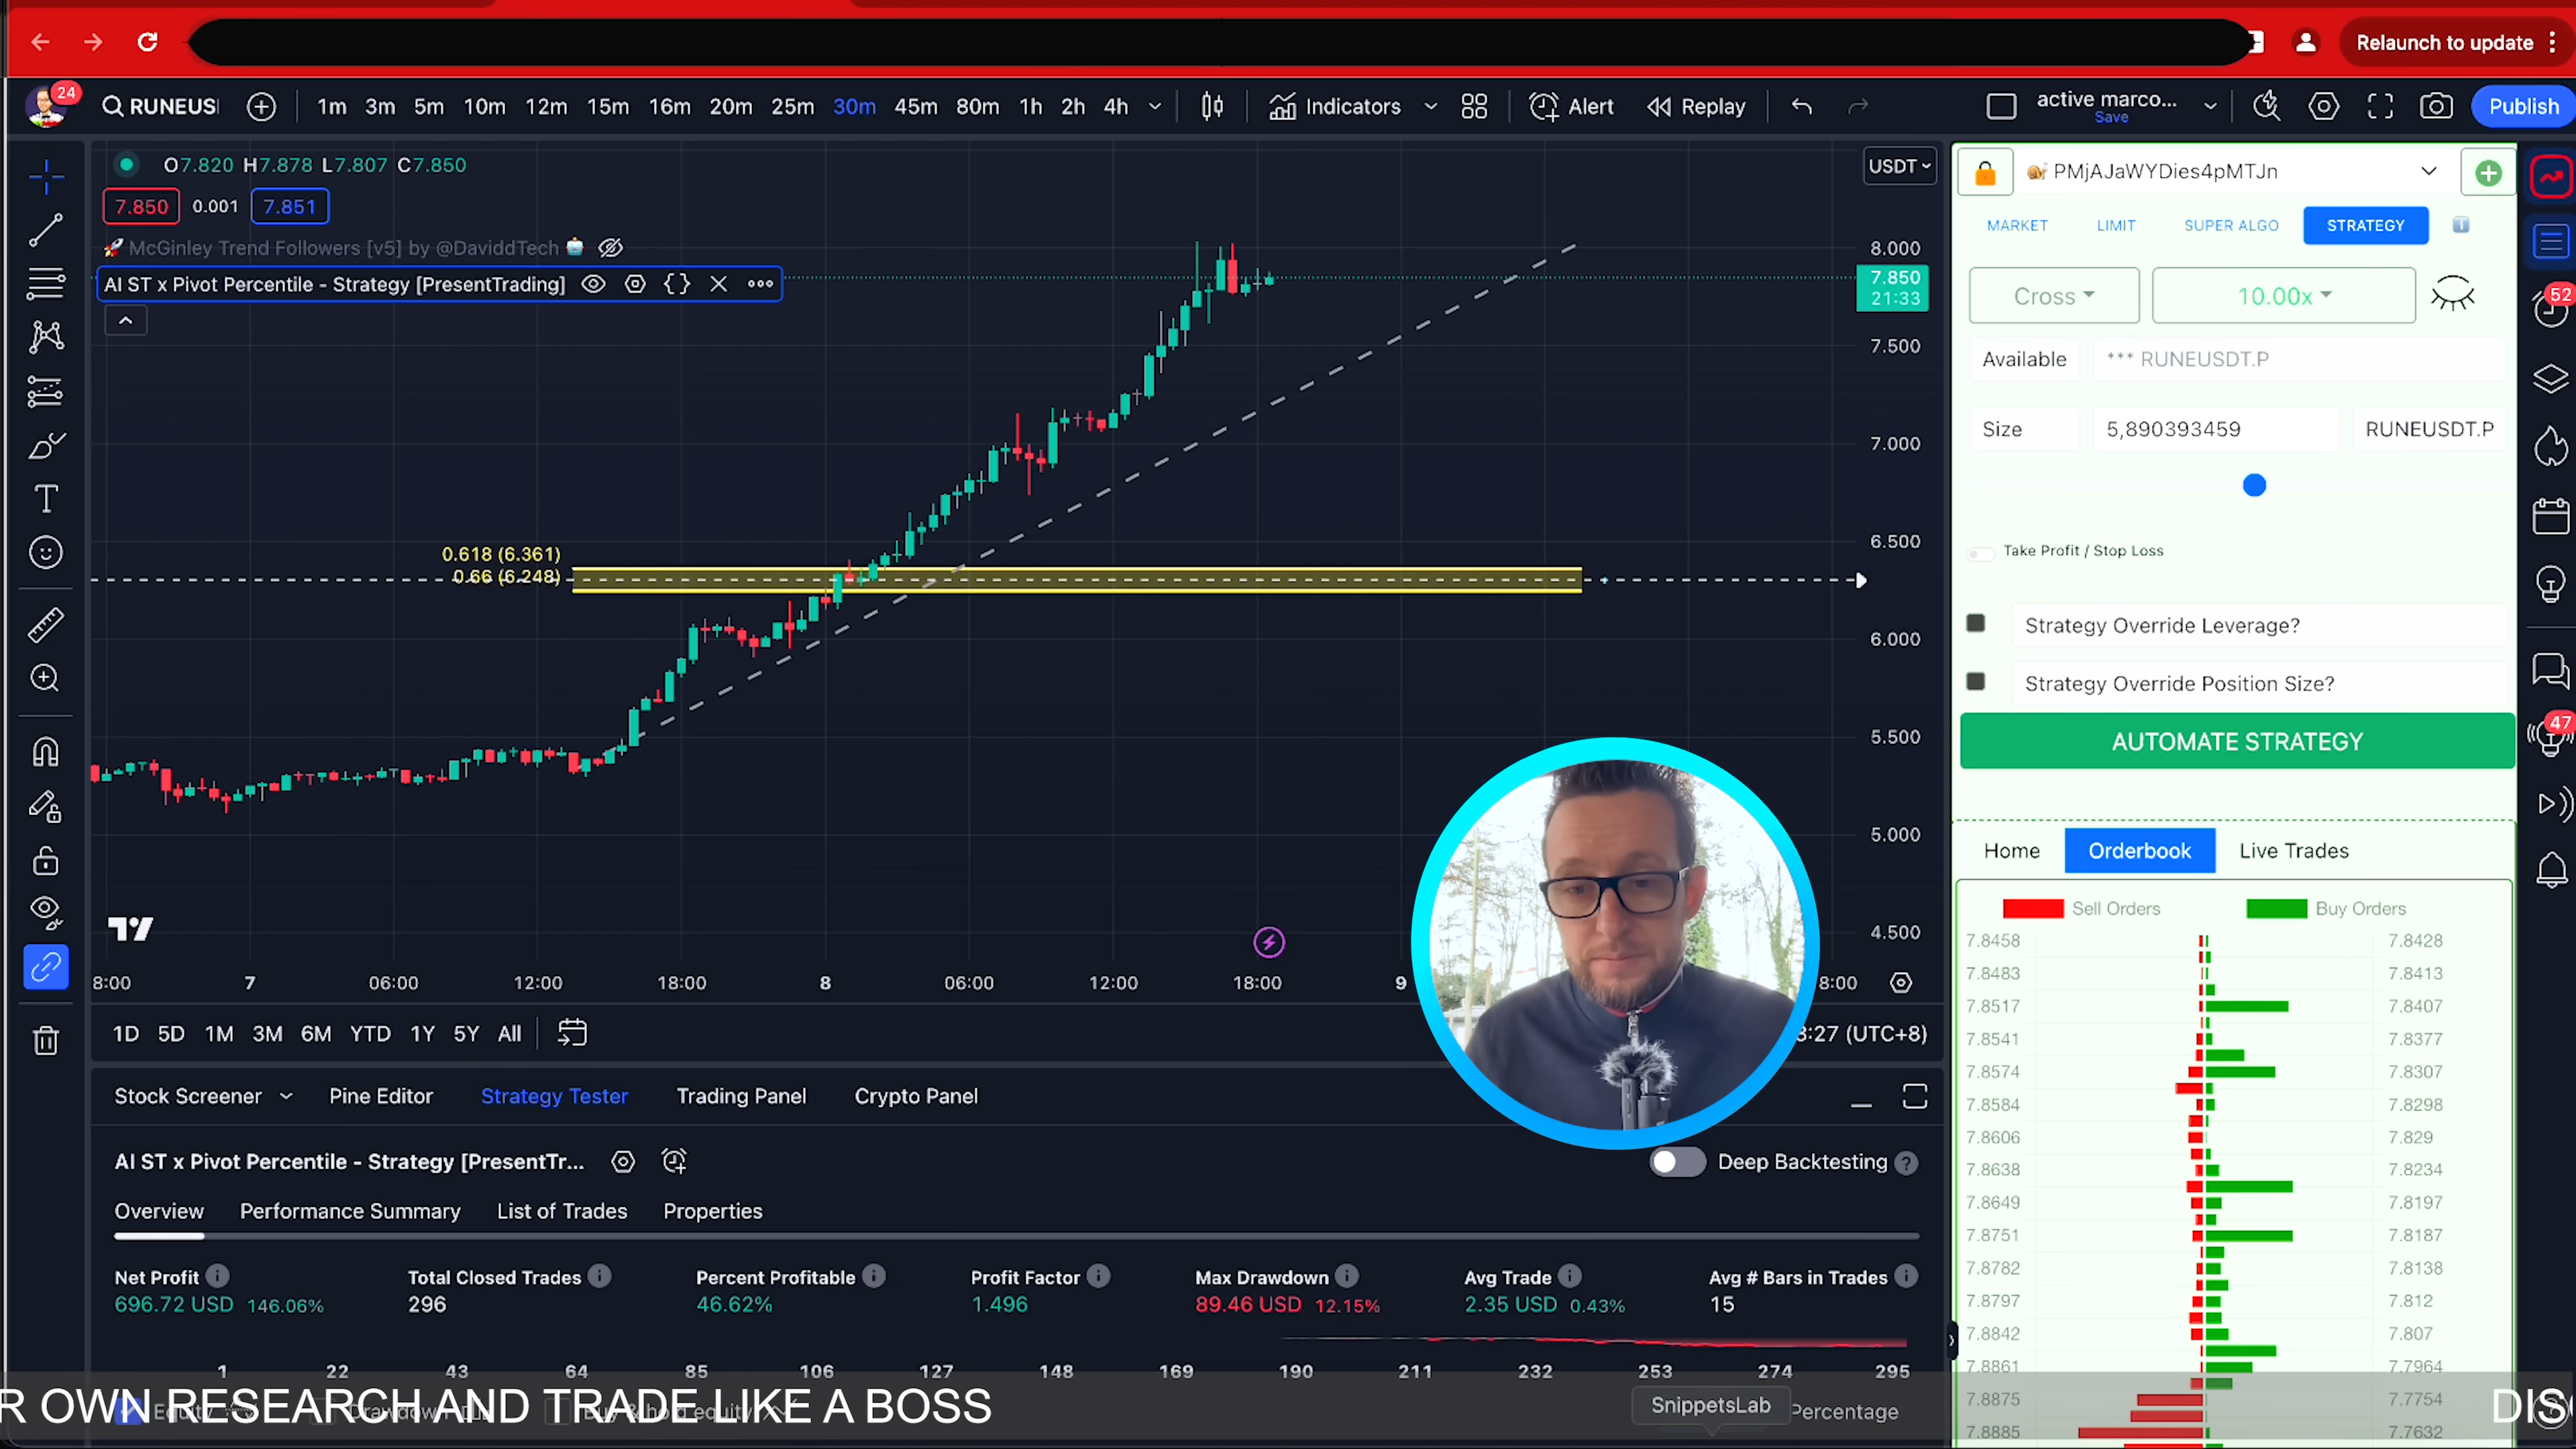 Relaunch to update
24
RUNEUS
1m 3m 5m 10m 12m 15m 16m 20m 25m 30m 45m 80m 1h 2h 4h
Indicators
Alert
Replay
active marco...
Save
Publish
O7.820 H7.878 L7.807 C7.850
USDT
7.850 0.001 7.851
McGinley Trend Followers [v5] by @DaviddTech
AI ST x Pivot Percentile - Strategy [PresentTrading]
8.000
7.850
21:33
7.500
7.000
6.500
6.000
5.500
5.000
4.500
0.618 (6.361)
0.66 (6.248)
8:00 7 06:00 12:00 18:00 8 06:00 12:00 18:00 9 8:00
1D 5D 1M 3M 6M YTD 1Y 5Y All
3:27 (UTC+8)
Stock Screener Pine Editor Strategy Tester Trading Panel Crypto Panel
AI ST x Pivot Percentile - Strategy [PresentTr...
Deep Backtesting
Overview Performance Summary List of Trades Properties
Net Profit Total Closed Trades Percent Profitable Profit Factor Max Drawdown Avg Trade Avg # Bars in Trades
696.72 USD 146.06% 296 46.62% 1.496 89.46 USD 12.15% 2.35 USD 0.43% 15
1 22 43 64 85 106 127 148 169 190 211 232 253 274 295
R OWN RESEARCH AND TRADE LIKE A BOSS
DIS
Buy & hold equity
SnippetsLab
Percentage
PMjAJaWYDies4pMTJn
MARKET LIMIT SUPER ALGO STRATEGY
Cross 10.00x
Available *** RUNEUSDT.P
Size 5,890393459 RUNEUSDT.P
Take Profit / Stop Loss
Strategy Override Leverage?
Strategy Override Position Size?
AUTOMATE STRATEGY
Home Orderbook Live Trades
Sell Orders Buy Orders
7.8458 7.8428
7.8483 7.8413
7.8517 7.8407
7.8541 7.8377
7.8574 7.8307
7.8584 7.8298
7.8606 7.829
7.8638 7.8234
7.8649 7.8197
7.8751 7.8187
7.8782 7.8138
7.8797 7.812
7.8842 7.807
7.8861 7.7964
7.8875 7.7754
7.8885 7.7632
52
47